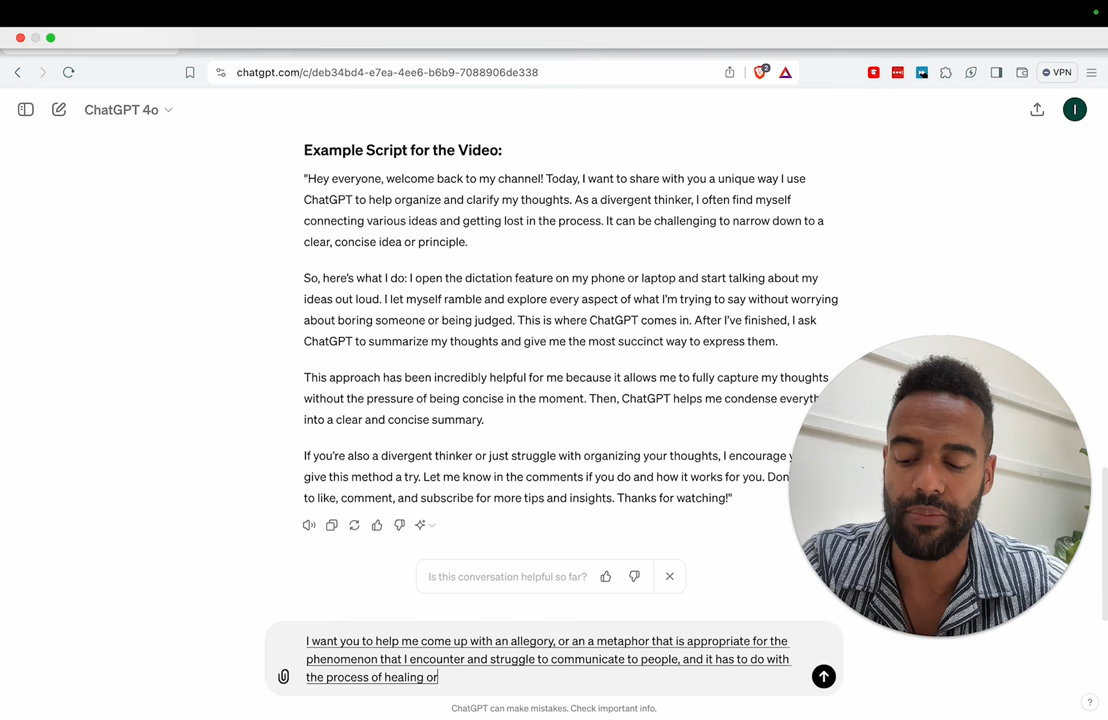 chatgpt.com/c/deb34bd4-e7ea-4ee6-b6b9-7088906de338
2
VPN
ChatGPT 4o
I
Example Script for the Video:
"Hey everyone, welcome back to my channel! Today, I want to share with you a unique way I use
ChatGPT to help organize and clarify my thoughts. As a divergent thinker, I often find myself
connecting various ideas and getting lost in the process. It can be challenging to narrow down to a
clear, concise idea or principle.
So, here's what I do: I open the dictation feature on my phone or laptop and start talking about my
ideas out loud. I let myself ramble and explore every aspect of what I'm trying to say without worrying
about boring someone or being judged. This is where ChatGPT comes in. After I've finished, I ask
ChatGPT to summarize my thoughts and give me the most succinct way to express them.
This approach has been incredibly helpful for me because it allows me to fully capture my thoughts
without the pressure of being concise in the moment. Then, ChatGPT helps me condense everyth
into a clear and concise summary.
If you're also a divergent thinker or just struggle with organizing your thoughts, I encourage
give this method a try. Let me know in the comments if you do and how it works for you. Don
to like, comment, and subscribe for more tips and insights. Thanks for watching!"
Is this conversation helpful so far?
I want you to help me come up with an allegory, or an a metaphor that is appropriate for the
phenomenon that I encounter and struggle to communicate to people, and it has to do with
the process of healing or
ChatGPT can make mistakes. Check important info.
?